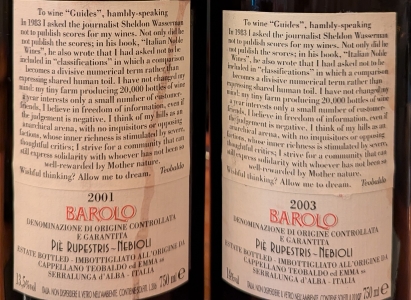 To wine "Guides", hambly-speaking
In 1983 I asked the journalist Sheldon Wasserman
not to publish scores for my wines. Not only did he
not publish the scores; in his book, "Italian Noble
Wines", he also wrote that I had asked not to be
included in "classifications" in which a comparison
becomes a divisive numerical term rather than
expressing shared human toil. I have not changed my
mind: my tiny farm producing 20,000 bottles of wine
a year interests only a small number of customer-
friends, I believe in freedom of information, even if
the judgement is negative. I think of my hills as an
anarchical arena, with no inquisitors or opposing
factions, whose inner richness is stimulated by severe,
thoughtful critics; I strive for a community that can
still express solidarity with whoever has not been so
well-rewarded by Mother nature.
Wishful thinking? Allow me to dream. Teobaldo
2001
BAROLO
DENOMINAZIONE DI ORIGINE CONTROLLATA
E GARANTITA
PIÈ RUPESTRIS - NEBIOLI
ESTATE BOTTLED - IMBOTTIGLIATO ALL'ORIGINE DA
CAPPELLANO TEOBALDO ed EMMA
SERRALUNGA D'ALBA - ITALIA
13,5%vol
750 ml e
To wine "Guides", hambly-speaking
In 1983 I asked the journalist Sheldon Wasserman
not to publish scores for my wines. Not only did he
not publish the scores; in his book, "Italian Noble
Wines", he also wrote that I had asked not to be
included in "classifications" in which a comparison
becomes a divisive numerical term rather than
expressing shared human toil. I have not changed my
mind: my tiny farm producing 20,000 bottles of wine
a year interests only a small number of customer-
friends, I believe in freedom of information, even if
the judgement is negative. I think of my hills as an
anarchical arena, with no inquisitors or opposing
factions, whose inner richness is stimulated by severe,
thoughtful critics; I strive for a community that can
still express solidarity with whoever has not been so
well-rewarded by Mother nature.
Wishful thinking? Allow me to dream. Teobaldo
2003
BAROLO
DENOMINAZIONE DI ORIGINE CONTROLLATA
E GARANTITA
PIÈ RUPESTRIS - NEBIOLI
ESTATE BOTTLED - IMBOTTIGLIATO ALL'ORIGINE DA
CAPPELLANO TEOBALDO ed EMMA
SERRALUNGA D'ALBA - ITALIA
750 ml e